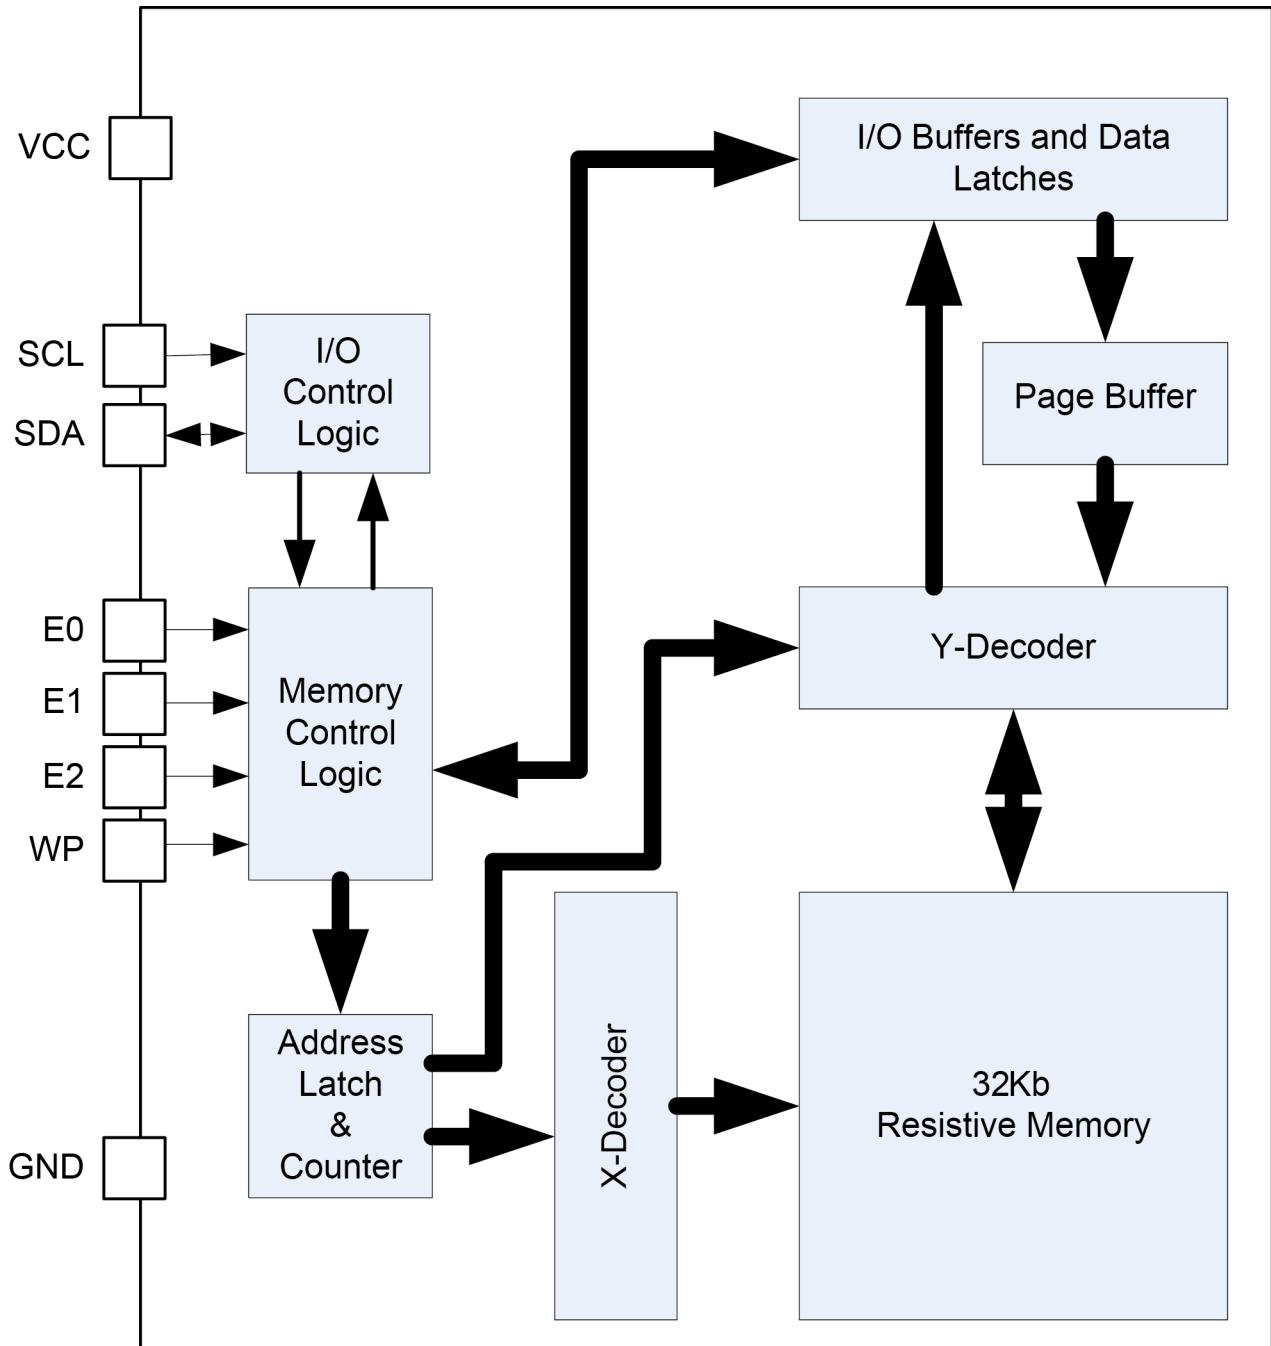 VCC
I/O Buffers and Data
Latches
SCL
I/O
Control
Logic
SDA
Page Buffer
E0
E1
E2
WP
Memory
Control
Logic
Y-Decoder
Address
Latch
&
Counter
X-Decoder
32Kb
Resistive Memory
GND